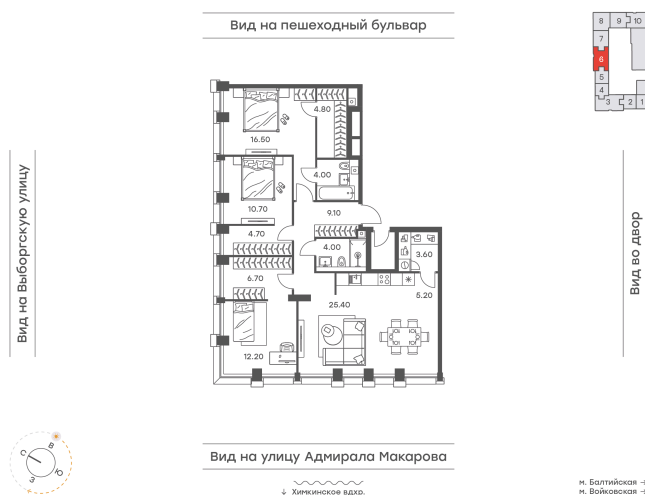 Вид на пешеходный бульвар
8 9 10
7
6
5
4
3 2 1
4.80
16.50
4.00
10.70
9.10
4.70
4.00
3.60
6.70
5.20
25.40
12.20
Вид на Выборгскую улицу
Вид во двор
Вид на улицу Адмирала Макарова
↓ Химкинское вдхр.
В
С
Ю
З
м. Балтийская →
м. Войковская →